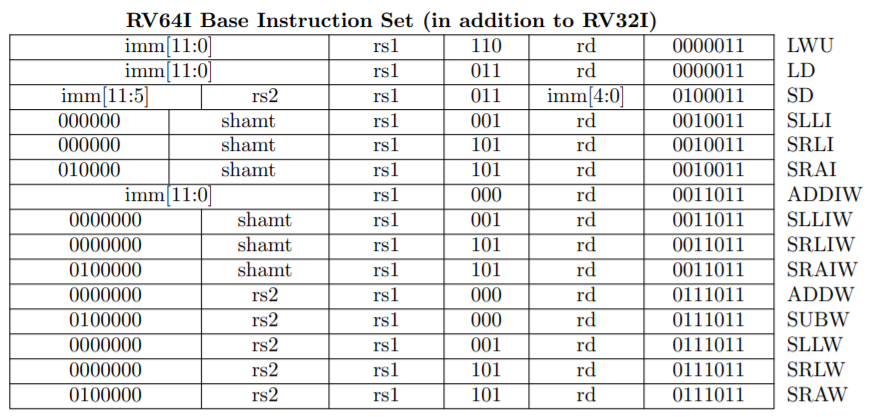 RV64I Base Instruction Set (in addition to RV32I)
imm[11:0] rs1 110 rd 0000011 LWU
imm[11:0] rs1 011 rd 0000011 LD
imm[11:5] rs2 rs1 011 imm[4:0] 0100011 SD
000000 shamt rs1 001 rd 0010011 SLLI
000000 shamt rs1 101 rd 0010011 SRLI
010000 shamt rs1 101 rd 0010011 SRAI
imm[11:0] rs1 000 rd 0011011 ADDIW
0000000 shamt rs1 001 rd 0011011 SLLIW
0000000 shamt rs1 101 rd 0011011 SRLIW
0100000 shamt rs1 101 rd 0011011 SRAIW
0000000 rs2 rs1 000 rd 0111011 ADDW
0100000 rs2 rs1 000 rd 0111011 SUBW
0000000 rs2 rs1 001 rd 0111011 SLLW
0000000 rs2 rs1 101 rd 0111011 SRLW
0100000 rs2 rs1 101 rd 0111011 SRAW